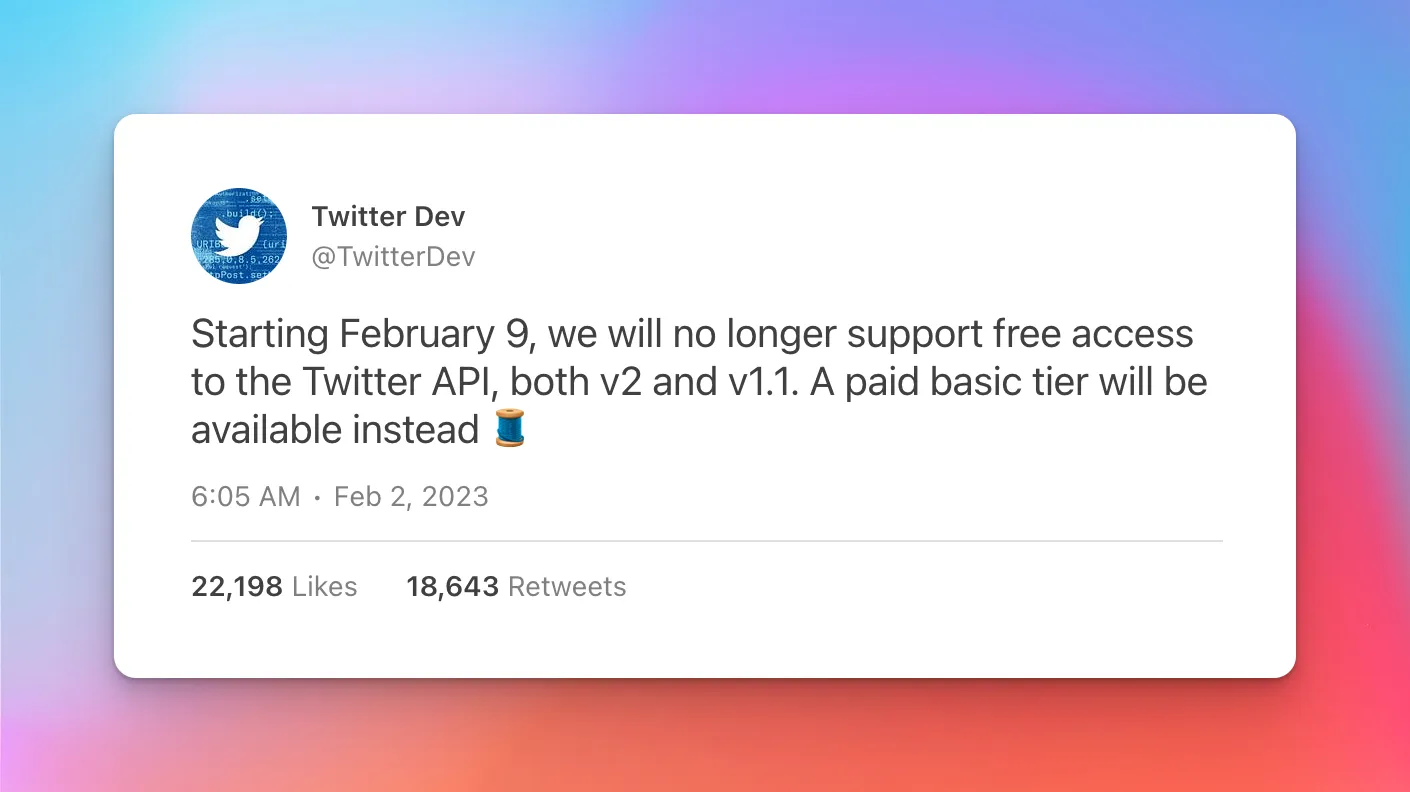 .build();
Twitter Dev
@TwitterDev
Starting February 9, we will no longer support free access
to the Twitter API, both v2 and v1.1. A paid basic tier will be
available instead 🧵
6:05 AM · Feb 2, 2023
22,198 Likes 18,643 Retweets